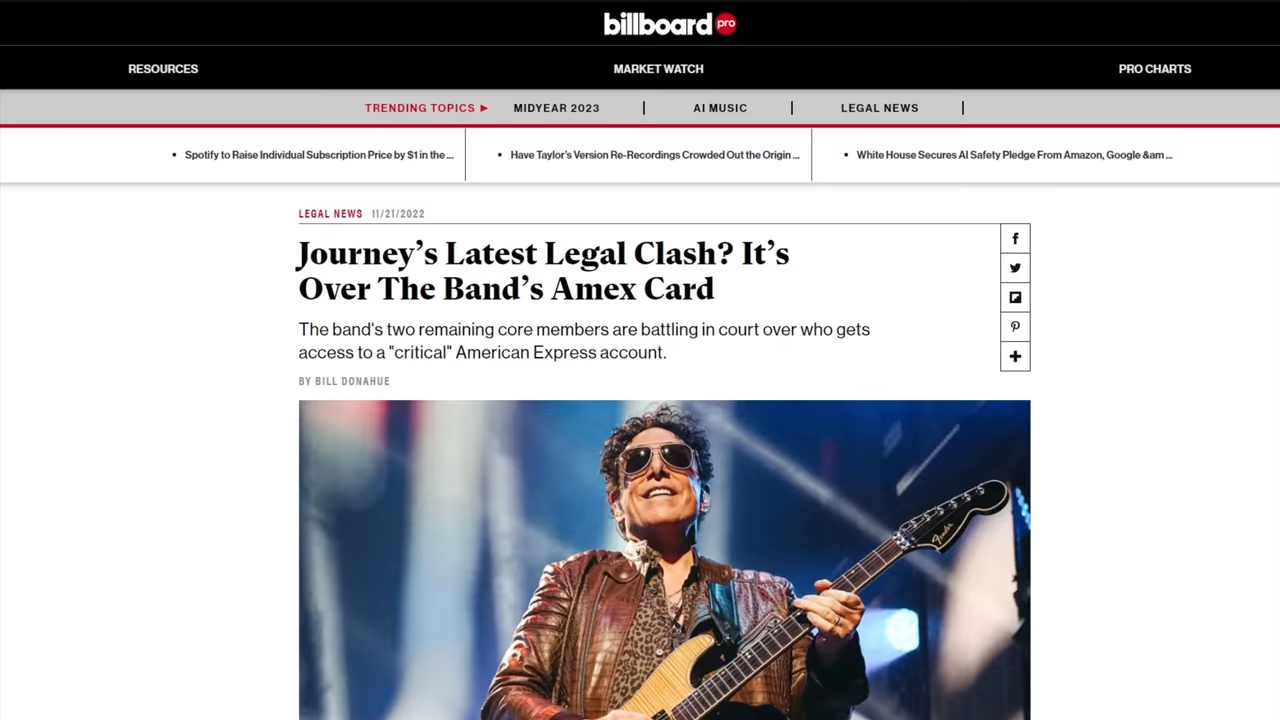 billboard pro
RESOURCES MARKET WATCH PRO CHARTS
TRENDING TOPICS ► MIDYEAR 2023 | AI MUSIC | LEGAL NEWS |
• Spotify to Raise Individual Subscription Price by $1 in the ...
• Have Taylor's Version Re-Recordings Crowded Out the Origin ...
• White House Secures AI Safety Pledge From Amazon, Google &am ...
LEGAL NEWS 11/21/2022
Journey's Latest Legal Clash? It's
Over The Band's Amex Card
The band's two remaining core members are battling in court over who gets
access to a "critical" American Express account.
BY BILL DONAHUE
Fender